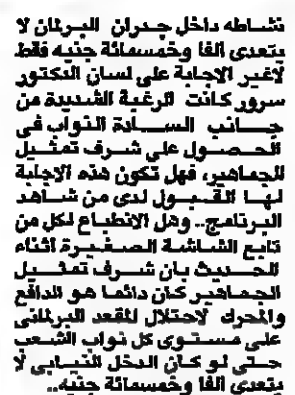 نشاطه داخل جدران البرلمان لا
يتعدى الفا وخمسمائة جنيه فقط
لاغير الاجابة على لسان الدكتور
سرور كانت الرغبة الشديدة من
جانب السادة النواب فى
الحصول على شرف تمثيل
الجماهير، فهل تكون هذه الاجابة
لها القبول لدى من شاهد
البرنامج.. وهل الانطباع لكل من
تابع الشاشة الصغيرة اثناء
الحديث بان شرف تمثيل
الجماهير كان دائما هو الدافع
والمحرك لاحتلال المقعد البرلمانى
على مستوى كل نواب الشعب
حتى لو كان الدخل النيابى لا
يتعدى الفا وخمسمائة جنيه..